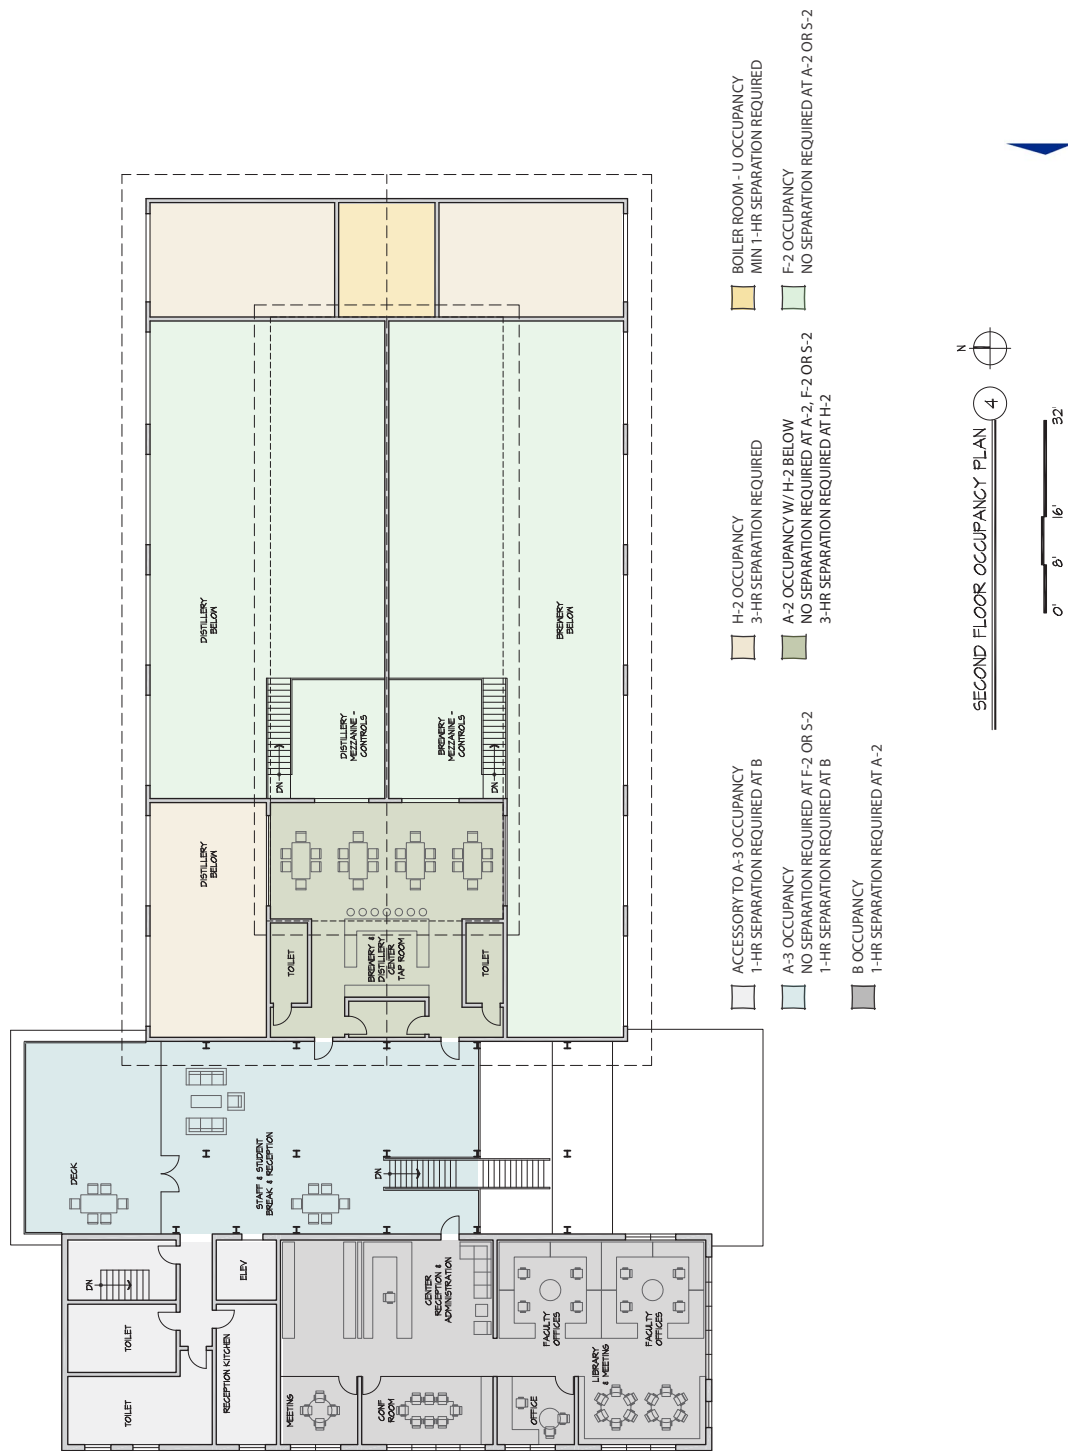 DISTILLERY
BELOW
BREWERY
BELOW
DISTILLERY
MEZZANINE -
CONTROLS
BREWERY
MEZZANINE -
CONTROLS
DN
DN
DISTILLERY
BELOW
TOILET
BREWERY &
DISTILLERY
CENTER
TAP ROOM
TOILET
DECK
STAFF & STUDENT
BREAK & RECEPTION
DN
DN
ELEV
TOILET
TOILET
RECEPTION KITCHEN
CENTER
RECEPTION &
ADMINISTRATION
FACULTY
OFFICES
FACULTY
OFFICES
MEETING
CONF
ROOM
OFFICE
LIBRARY
& MEETING
ACCESSORY TO A-3 OCCUPANCY
1-HR SEPARATION REQUIRED AT B
A-3 OCCUPANCY
NO SEPARATION REQUIRED AT F-2 OR S-2
1-HR SEPARATION REQUIRED AT B
B OCCUPANCY
1-HR SEPARATION REQUIRED AT A-2
H-2 OCCUPANCY
3-HR SEPARATION REQUIRED
A-2 OCCUPANCY W/ H-2 BELOW
NO SEPARATION REQUIRED AT A-2, F-2 OR S-2
3-HR SEPARATION REQUIRED AT H-2
BOILER ROOM - U OCCUPANCY
MIN 1-HR SEPARATION REQUIRED
F-2 OCCUPANCY
NO SEPARATION REQUIRED AT A-2 OR S-2
SECOND FLOOR OCCUPANCY PLAN 4
N
0' 8' 16' 32'